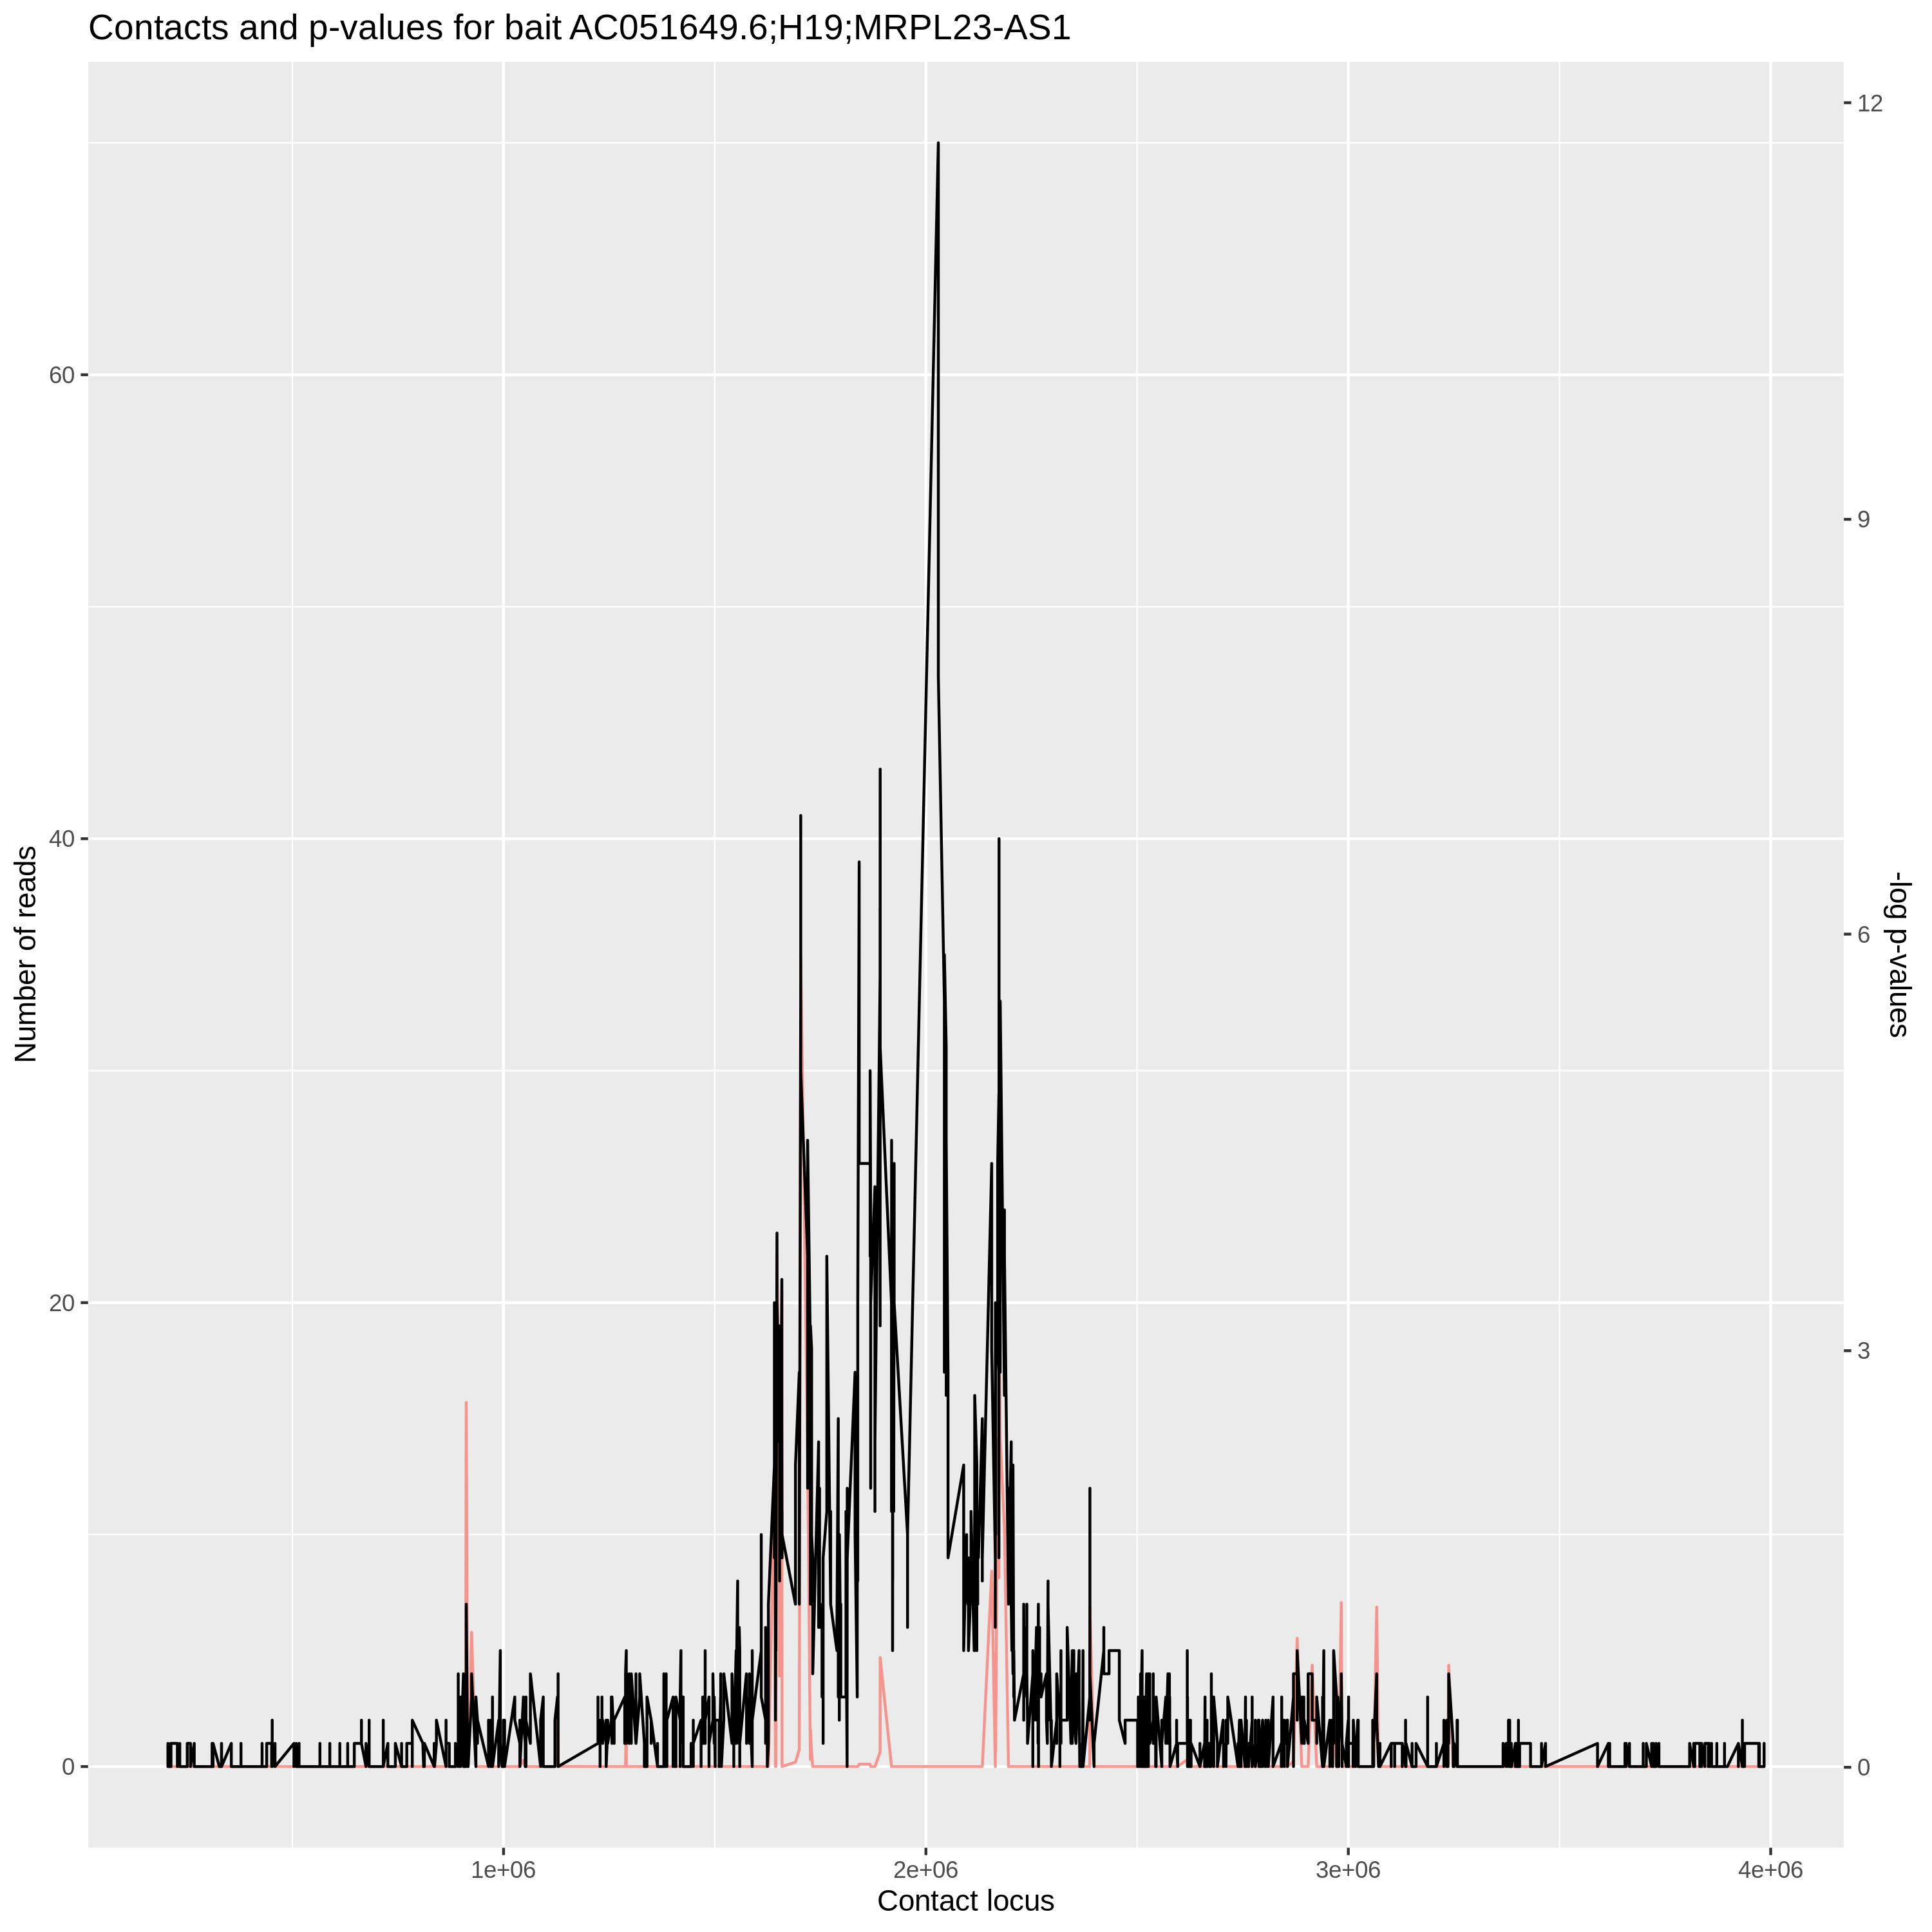 Contacts and p-values for bait AC051649.6;H19;MRPL23-AS1
12
60
9
40
Number of reads
6
-log p-values
20
3
0
0
1e+06
2e+06
3e+06
4e+06
Contact locus